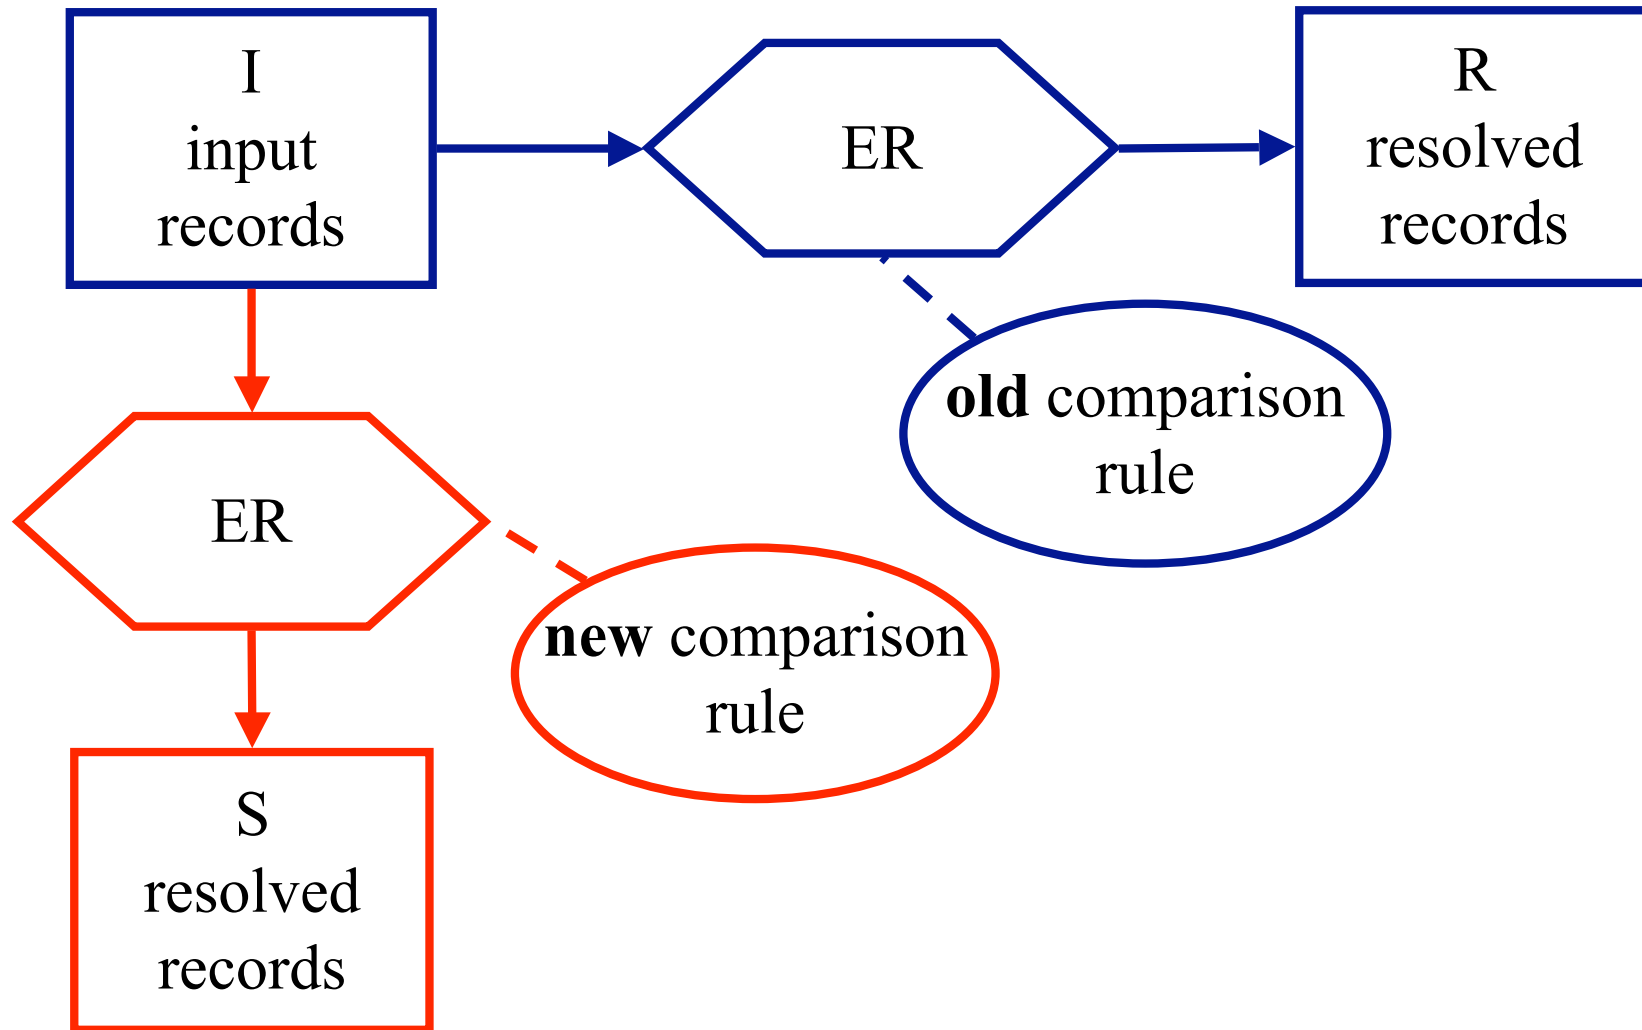 I
input
records
ER
R
resolved
records
old comparison
rule
ER
new comparison
rule
S
resolved
records